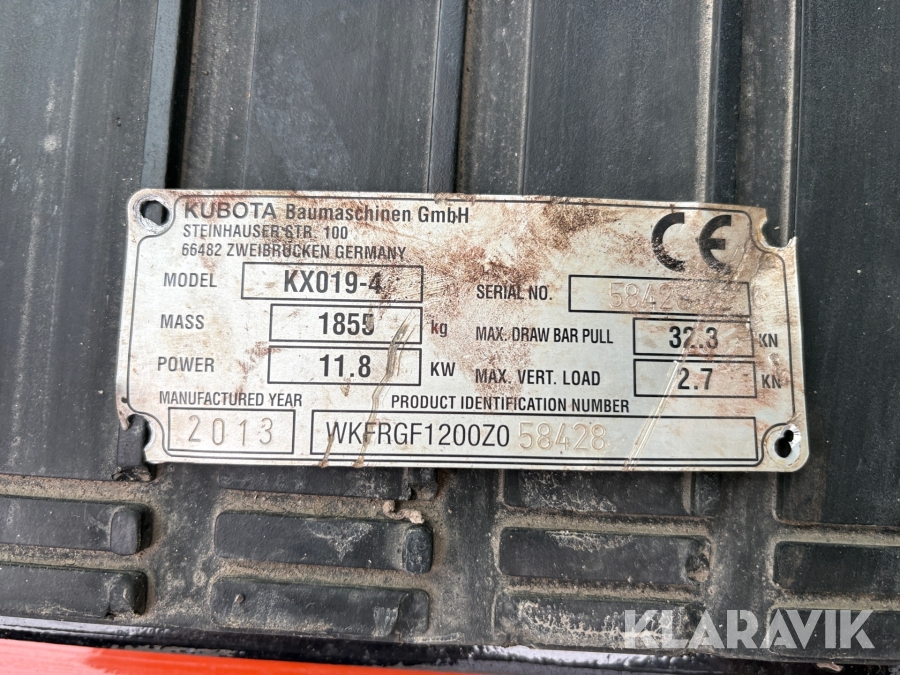 KUBOTA Baumaschinen GmbH
STEINHAUSER STR. 100
66482 ZWEIBRÜCKEN GERMANY
CE
MODEL KX019-4
SERIAL NO. 58428
MASS 1855 kg
MAX. DRAW BAR PULL 32.3 KN
POWER 11.8 KW
MAX. VERT. LOAD 2.7 KN
MANUFACTURED YEAR
PRODUCT IDENTIFICATION NUMBER
2013
WKFRGF1200Z058428
KLARAVIK